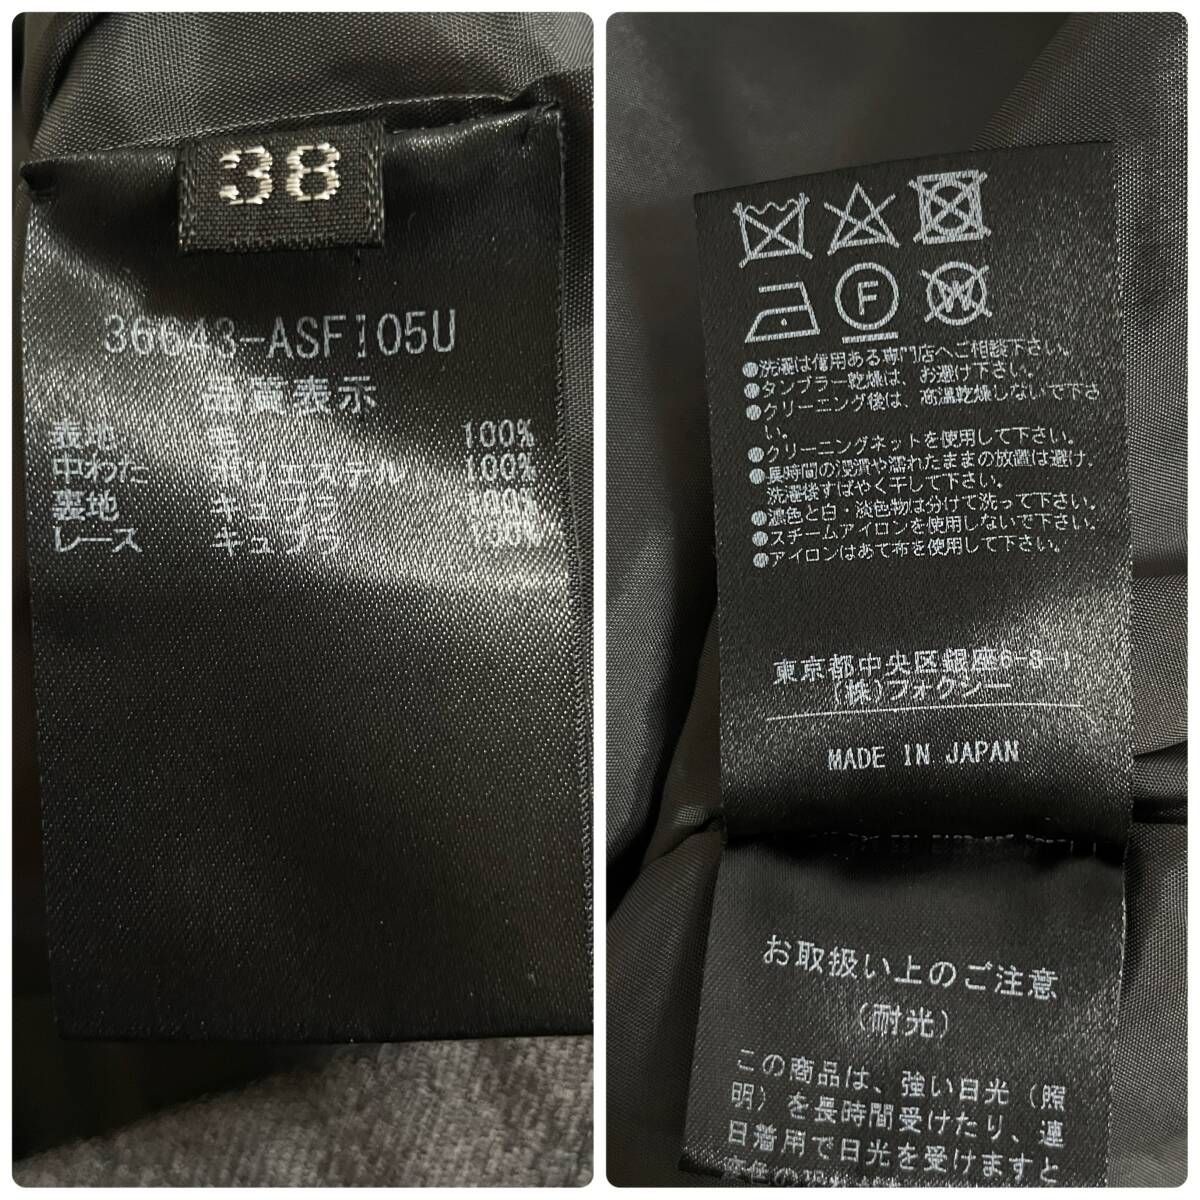 38
36643-ASFI05U
品質表示
表地 毛 100%
中わた ポリエステル 100%
裏地 キュプラ 100%
レース キュプラ 100%
F
W
●洗濯は信用ある専門店へご相談下さい。
●タンブラー乾燥は、お避け下さい。
●クリーニング後は、高温乾燥しないで下さ
い。
●クリーニングネットを使用して下さい。
●長時間の浸漬や濡れたままの放置は避け、
洗濯後すばやく干して下さい。
●濃色と白・淡色物は分けて洗って下さい。
●スチームアイロンを使用しないで下さい。
●アイロンはあて布を使用して下さい。
東京都中央区銀座6-3-1
(株)フォクシー
MADE IN JAPAN
お取扱い上のご注意
(耐光)
この商品は、強い日光(照
明)を長時間受けたり、連
日着用で日光を受けますと